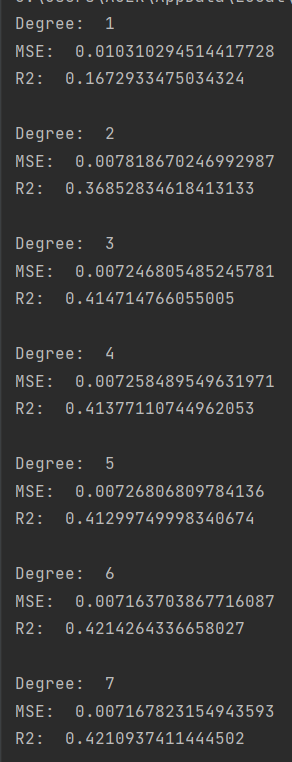 Degree:  1
MSE:  0.010310294514417728
R2:  0.1672933475034324
Degree:  2
MSE:  0.007818670246992987
R2:  0.36852834618413133
Degree:  3
MSE:  0.007246805485245781
R2:  0.414714766055005
Degree:  4
MSE:  0.007258489549631971
R2:  0.41377110744962053
Degree:  5
MSE:  0.00726806809784136
R2:  0.41299749998340674
Degree:  6
MSE:  0.007163703867716087
R2:  0.4214264336658027
Degree:  7
MSE:  0.007167823154943593
R2:  0.4210937411444502